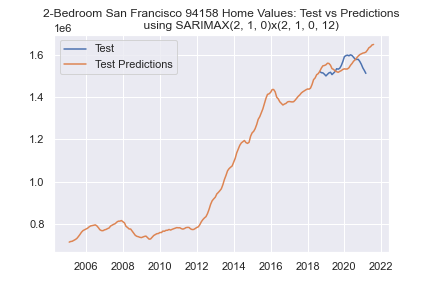 2-Bedroom San Francisco 94158 Home Values: Test vs Predictions
using SARIMAX(2, 1, 0)x(2, 1, 0, 12)
1e6
Test
Test Predictions
1.6
1.4
1.2
1.0
0.8
2006 2008 2010 2012 2014 2016 2018 2020 2022